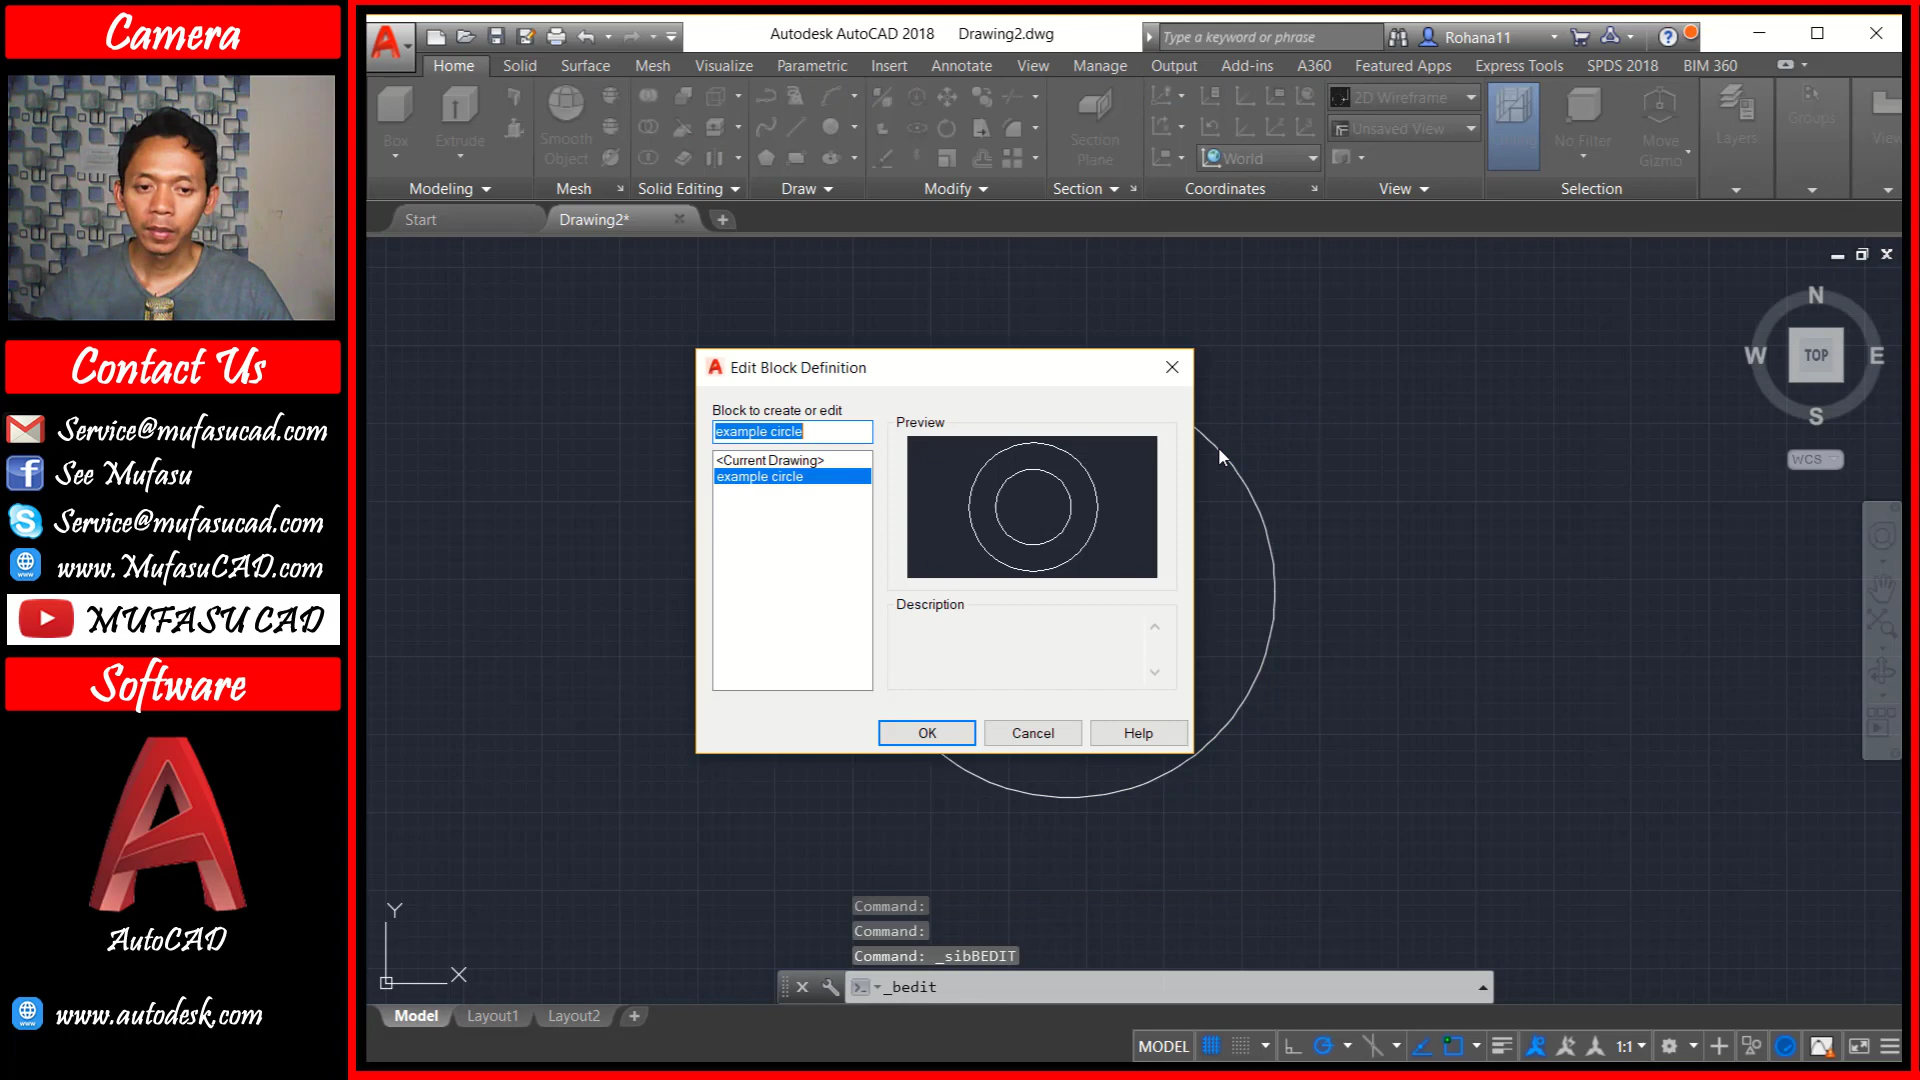 Camera
Contact Us
Service@mufasucad.com
See Mufasu
Service@mufasucad.com
www.MufasuCAD.com
MUFASU CAD
Software
AutoCAD
www.autodesk.com
Autodesk AutoCAD 2018 Drawing2.dwg
Type a keyword or phrase
Rohana11
Home Solid Surface Mesh Visualize Parametric Insert Annotate View Manage Output Add-ins A360 Featured Apps Express Tools SPDS 2018 BIM 360
Box
Extrude
Smooth
Object
Section
Plane
2D Wireframe
Unsaved View
World
No Filter
Move
Gizmo
Layers
Groups
View
Modeling Mesh Solid Editing Draw Modify Section Coordinates View Selection
Start
Drawing2*
N
W TOP E
S
WCS
Edit Block Definition
Block to create or edit
example circle
<Current Drawing>
example circle
Preview
Description
OK Cancel Help
Y
X
Command:
Command:
Command: _sibBEDIT
_bedit
Model Layout1 Layout2
MODEL
1:1